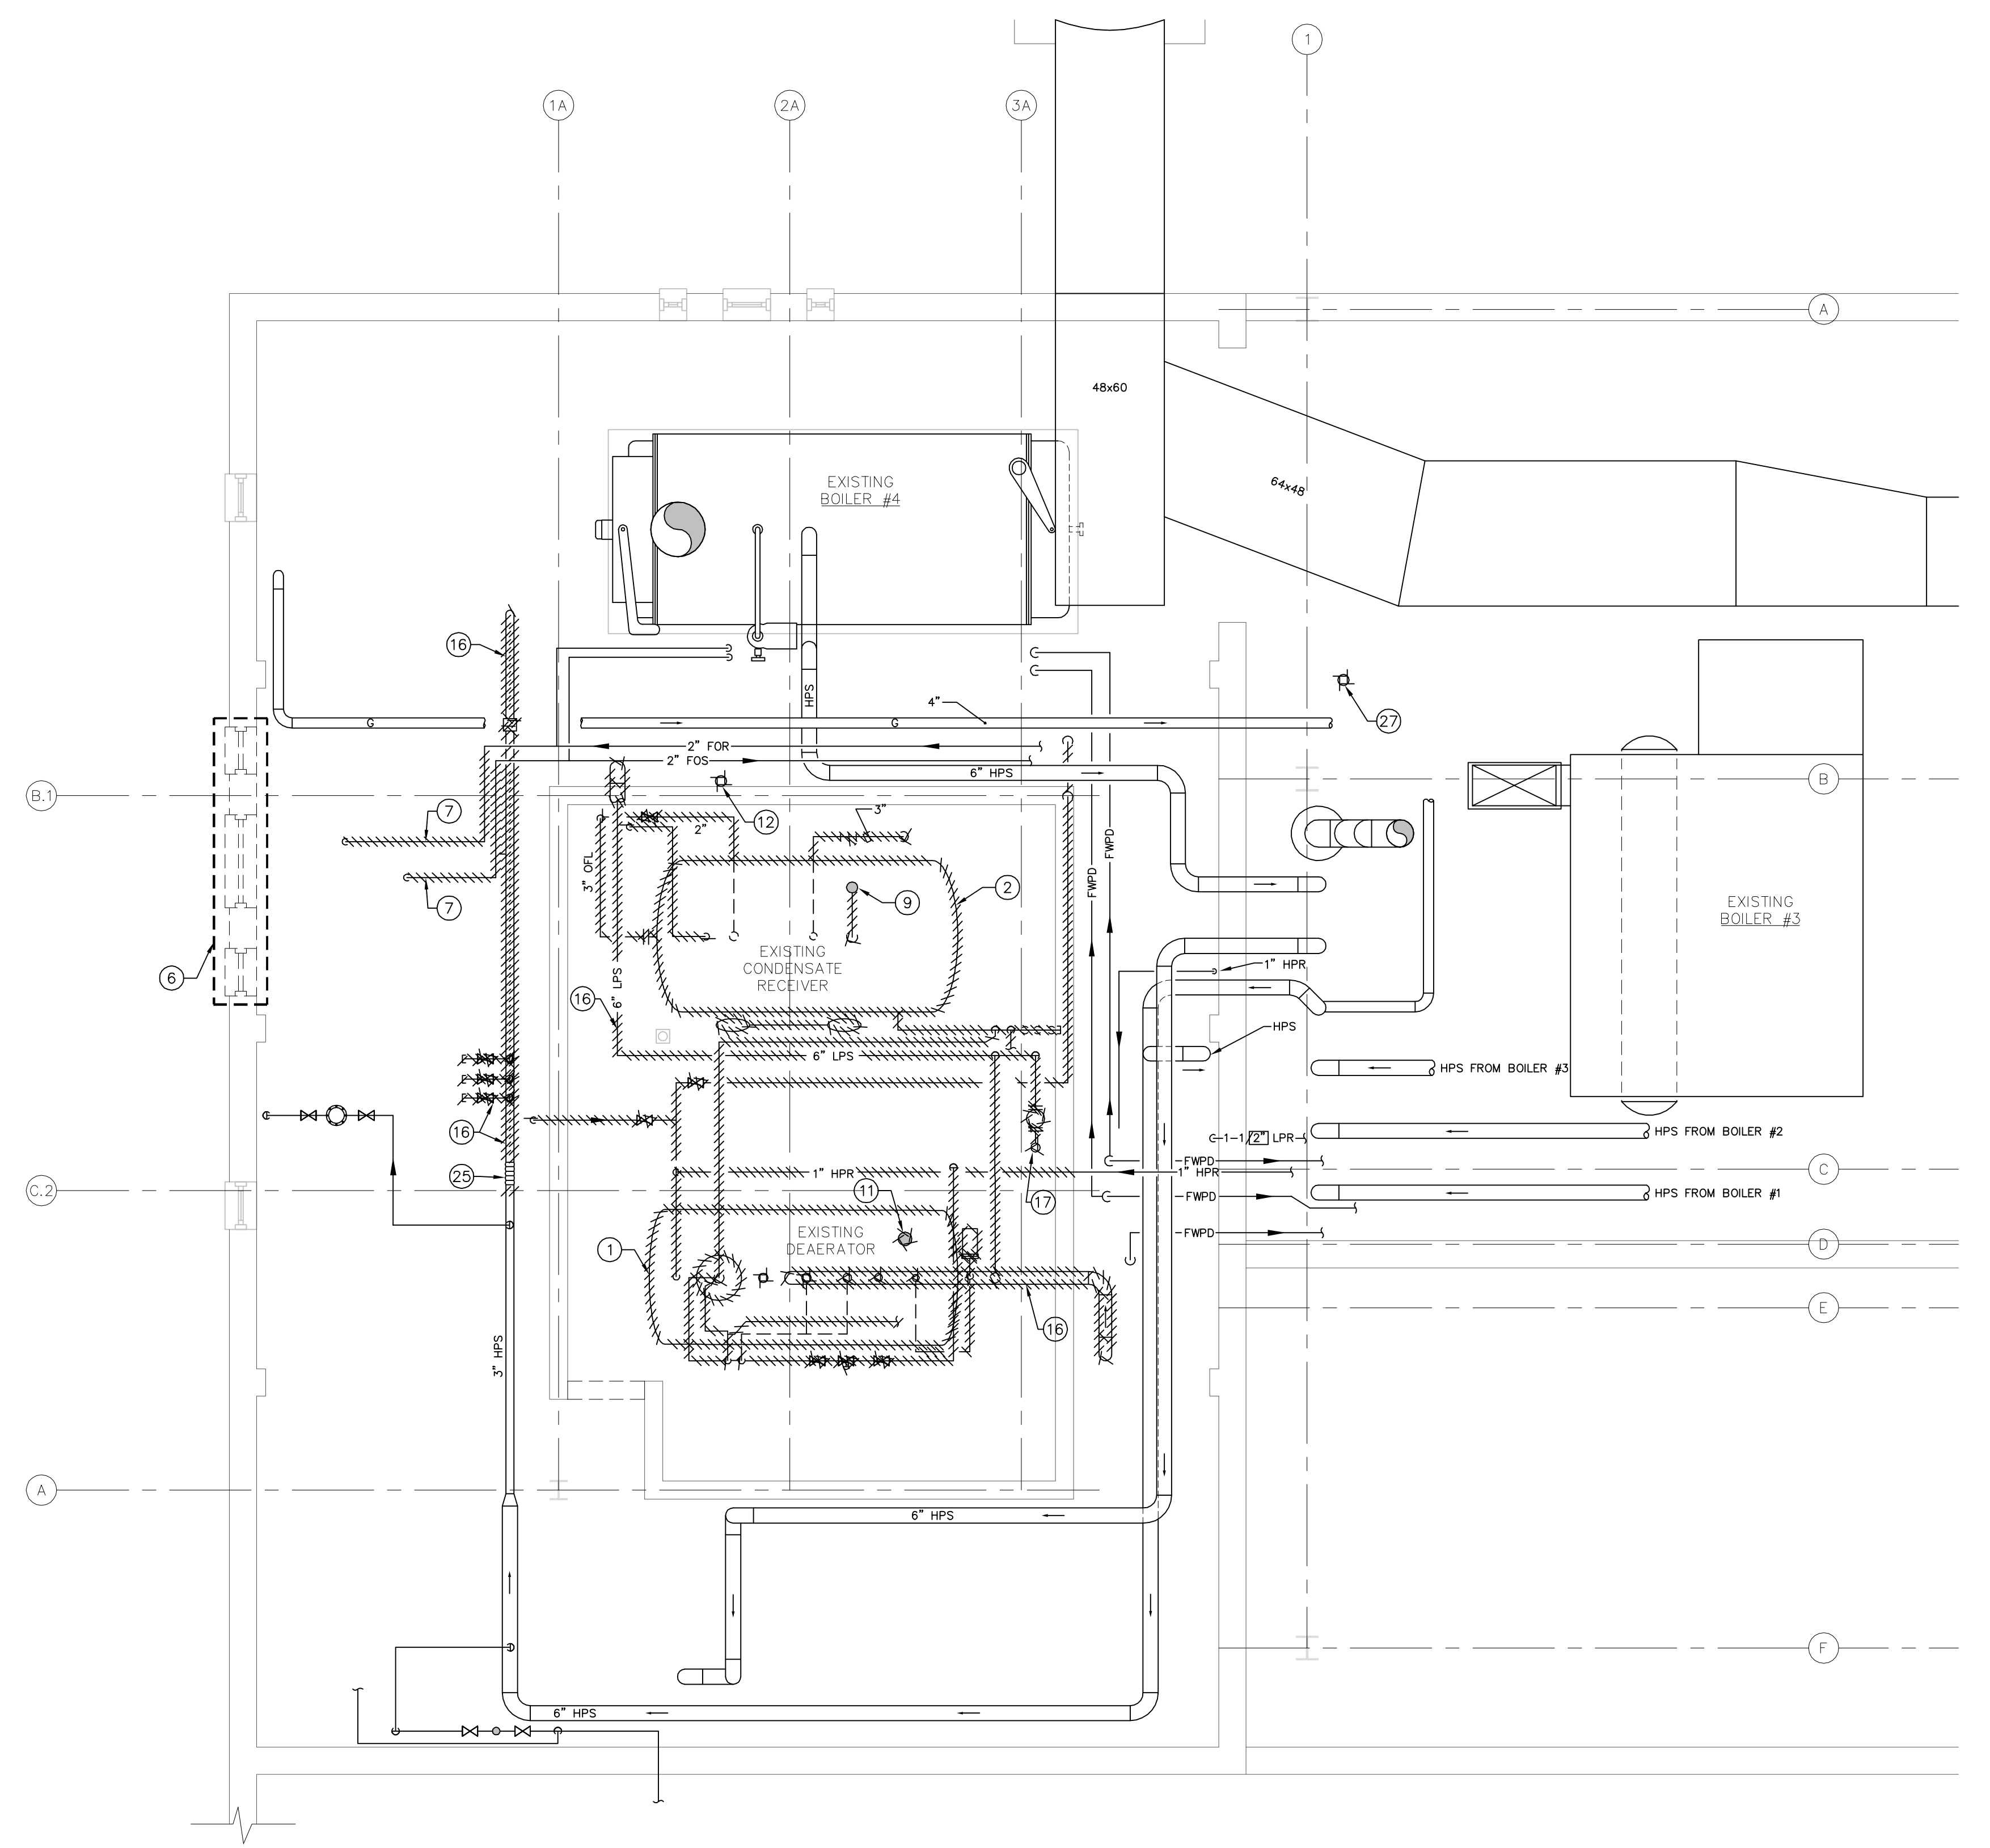 1
1A
2A
3A
A
48x60
64x48
EXISTING
BOILER #4
16
HPS
4"
G
G
27
2" FOR
2" FOS
6" HPS
B
B.1
7
2"
12
3"
3" OFL
FWPD
FWPD
7
9
2
EXISTING
BOILER #3
6
EXISTING
CONDENSATE
RECEIVER
1" HPR
6" LPS
16
HPS
6" LPS
HPS FROM BOILER #3
16
2" LPR
HPS FROM BOILER #2
25
1" HPR
FWPD
1" HPR
C
C.2
11
17
FWPD
HPS FROM BOILER #1
1
EXISTING
DEAERATOR
FWPD
D
E
16
3" HPS
A
6" HPS
F
6" HPS